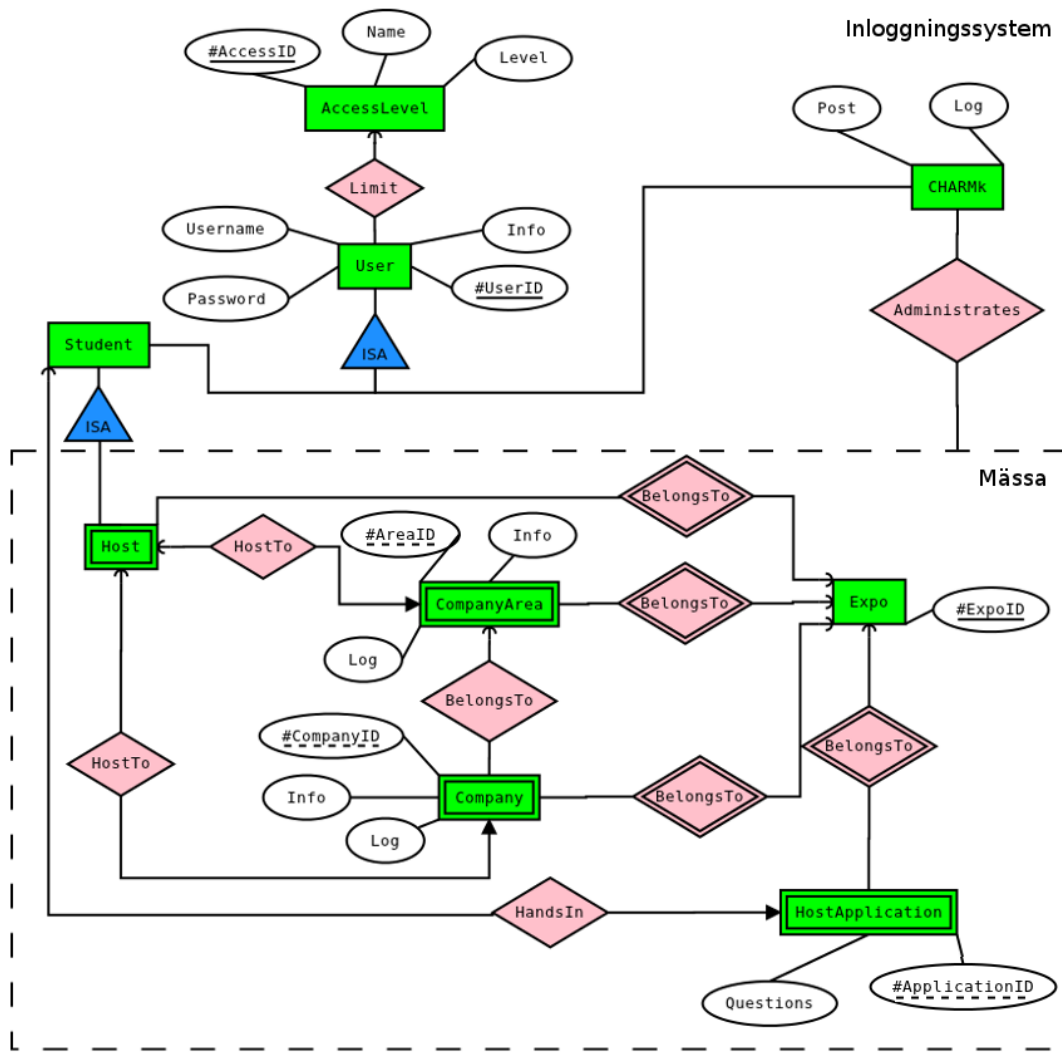 Inloggningssystem
Name
#AccessID
Level
AccessLevel
Post
Log
CHARMk
Limit
Username
Info
User
Password
#UserID
Administrates
Student
ISA
ISA
Mässa
BelongsTo
#AreaID
Info
Host
HostTo
CompanyArea
BelongsTo
Expo
#ExpoID
Log
BelongsTo
#CompanyID
BelongsTo
HostTo
Info
Company
BelongsTo
Log
HandsIn
HostApplication
Questions
#ApplicationID